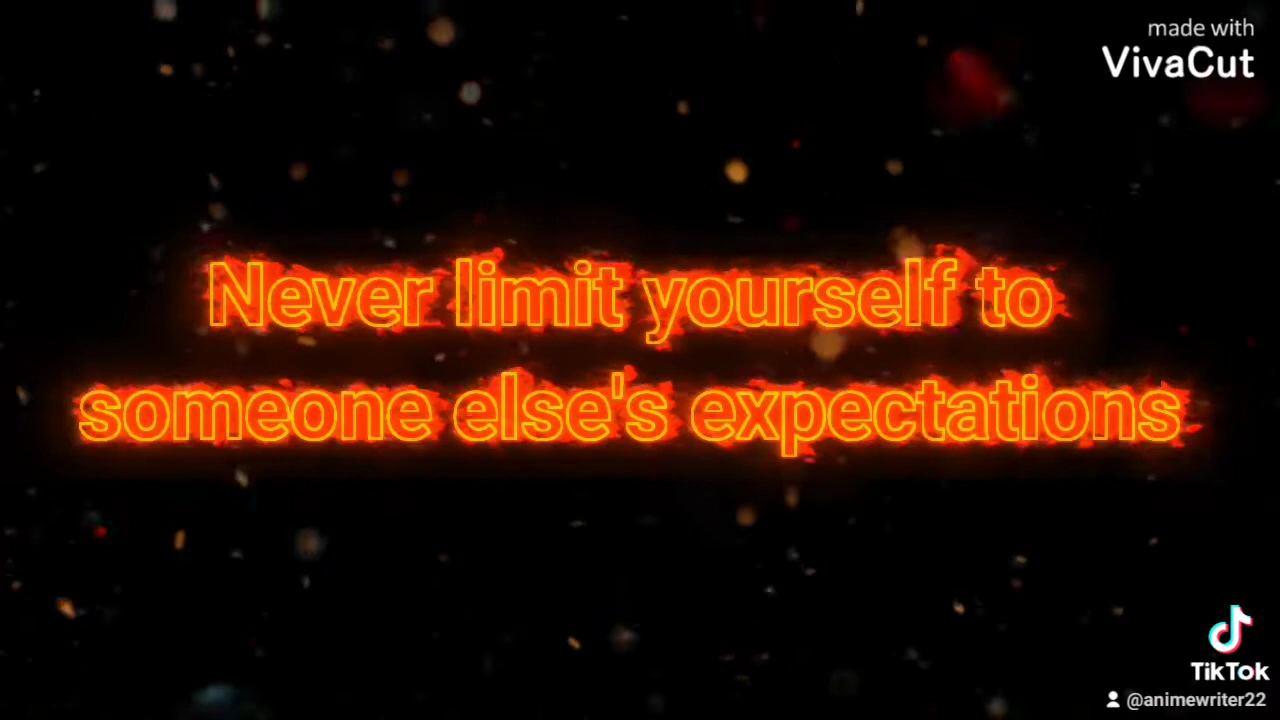 made with
VivaCut
Never limit yourself to
someone else's expectations
TikTok
@animewriter22